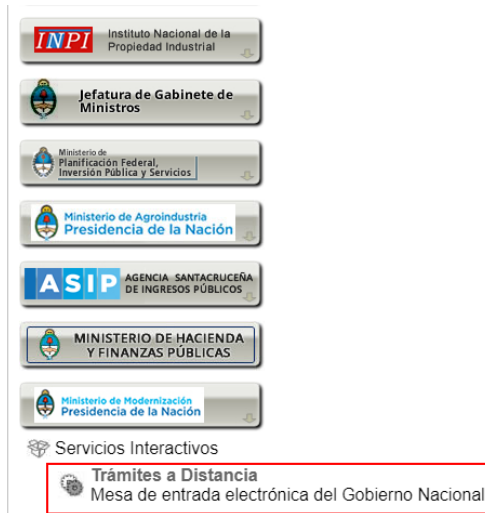 INPI
Instituto Nacional de la
Propiedad Industrial
Jefatura de Gabinete de
Ministros
Ministerio de
Planificación Federal,
Inversión Pública y Servicios
Ministerio de Agroindustria
Presidencia de la Nación
ASIP
AGENCIA SANTACRUCEÑA
DE INGRESOS PÚBLICOS
MINISTERIO DE HACIENDA
Y FINANZAS PÚBLICAS
Ministerio de Modernización
Presidencia de la Nación
Servicios Interactivos
Trámites a Distancia
Mesa de entrada electrónica del Gobierno Nacional